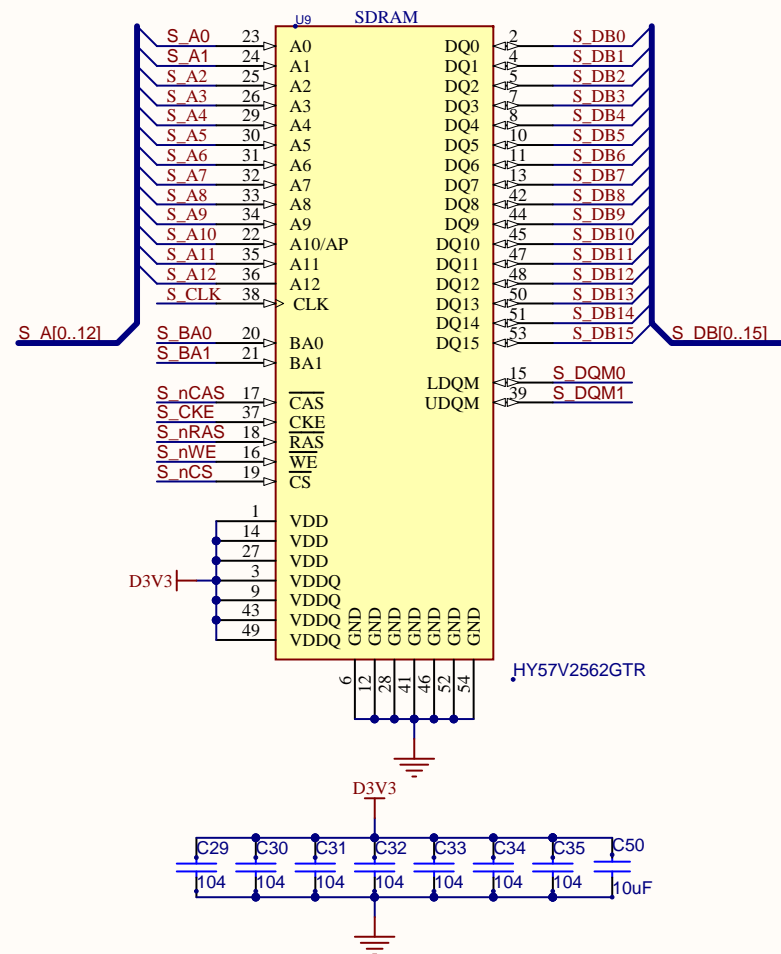 U9 SDRAM
S_A0 23 A0 DQ0 2 S_DB0
S_A1 24 A1 DQ1 4 S_DB1
S_A2 25 A2 DQ2 5 S_DB2
S_A3 26 A3 DQ3 7 S_DB3
S_A4 29 A4 DQ4 8 S_DB4
S_A5 30 A5 DQ5 10 S_DB5
S_A6 31 A6 DQ6 11 S_DB6
S_A7 32 A7 DQ7 13 S_DB7
S_A8 33 A8 DQ8 42 S_DB8
S_A9 34 A9 DQ9 44 S_DB9
S_A10 22 A10/AP DQ10 45 S_DB10
S_A11 35 A11 DQ11 47 S_DB11
S_A12 36 A12 DQ12 48 S_DB12
S_CLK 38 CLK DQ13 50 S_DB13
DQ14 51 S_DB14
S_A[0..12] S_BA0 20 BA0 DQ15 53 S_DB15 S_DB[0..15]
S_BA1 21 BA1
LDQM 15 S_DQM0
S_nCAS 17 CAS UDQM 39 S_DQM1
S_CKE 37 CKE
S_nRAS 18 RAS
S_nWE 16 WE
S_nCS 19 CS
1 VDD
14 VDD
27 VDD
D3V3 3 VDDQ
9 VDDQ
43 VDDQ
49 VDDQ
GND GND GND GND GND GND GND
6 12 28 41 46 52 54
HY57V2562GTR
D3V3
C29 C30 C31 C32 C33 C34 C35 C50
104 104 104 104 104 104 104 10uF